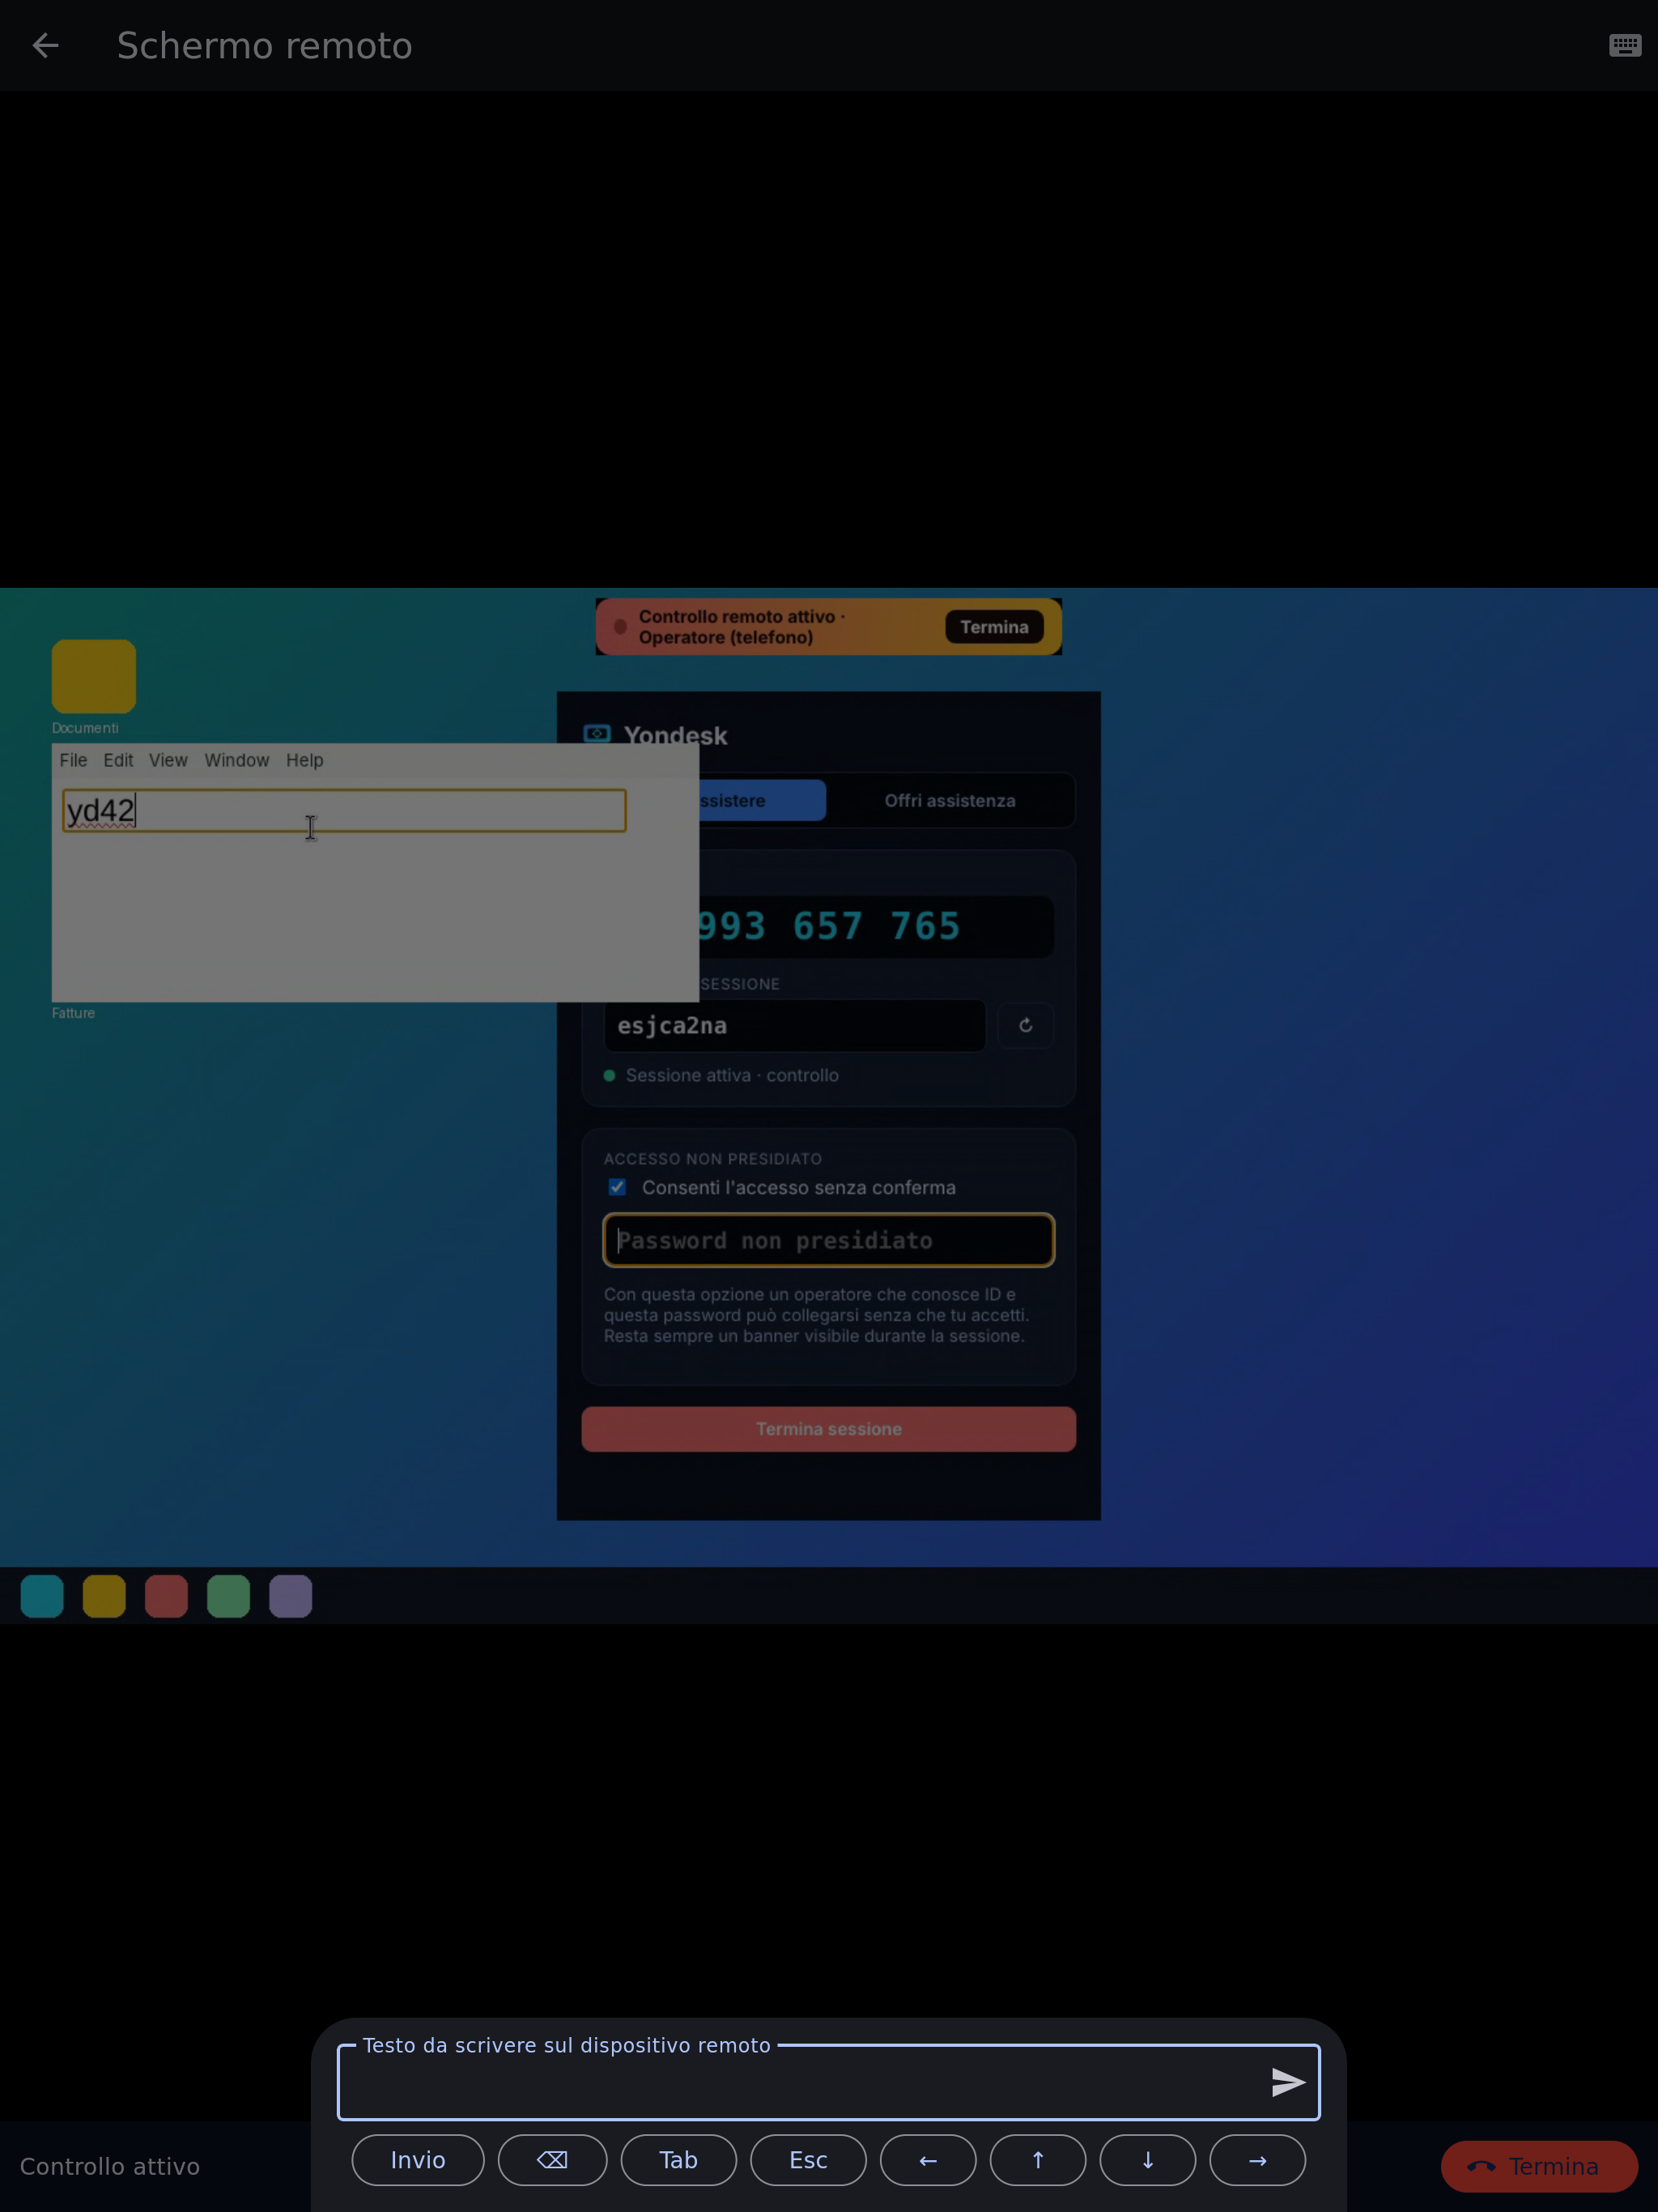 Schermo remoto
Controllo remoto attivo ·
Operatore (telefono)
Termina
Documenti
Yondesk
File Edit View Window Help
yd42
ssistere
Offri assistenza
993 657 765
SESSIONE
Fatture
esjca2na
Sessione attiva · controllo
ACCESSO NON PRESIDIATO
Consenti l'accesso senza conferma
Password non presidiato
Con questa opzione un operatore che conosce ID e
questa password può collegarsi senza che tu accetti.
Resta sempre un banner visibile durante la sessione.
Termina sessione
Testo da scrivere sul dispositivo remoto
Invio ⌫ Tab Esc ← ↑ ↓ →
Controllo attivo
Termina